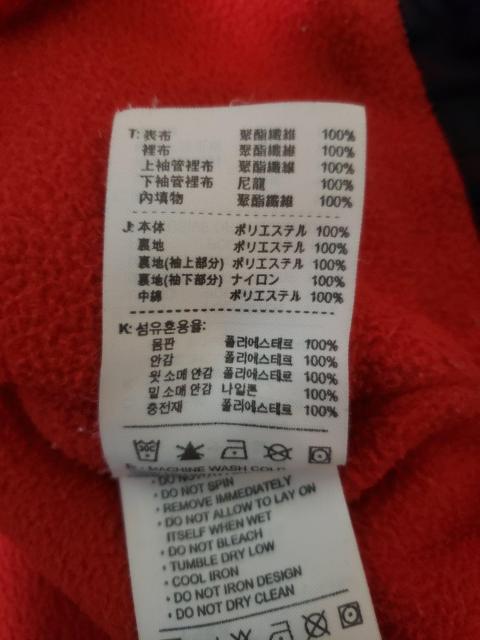 T: 表布 聚酯纖維 100%
裡布 聚酯纖維 100%
上袖管裡布 聚酯纖維 100%
下袖管裡布 尼龍 100%
內填物 聚酯纖維 100%
J: 本体 ポリエステル 100%
裏地 ポリエステル 100%
裏地(袖上部分) ポリエステル 100%
裏地(袖下部分) ナイロン 100%
中綿 ポリエステル 100%
K: 섬유혼용율:
몸판 폴리에스테르 100%
안감 폴리에스테르 100%
윗 소매 안감 폴리에스테르 100%
밑 소매 안감 나일론 100%
충전재 폴리에스테르 100%
30C
MACHINE WASH COLD
• DO NOT SPIN
• REMOVE IMMEDIATELY
• DO NOT ALLOW TO LAY ON
ITSELF WHEN WET
• DO NOT BLEACH
• TUMBLE DRY LOW
• COOL IRON
• DO NOT IRON DESIGN
• DO NOT DRY CLEAN